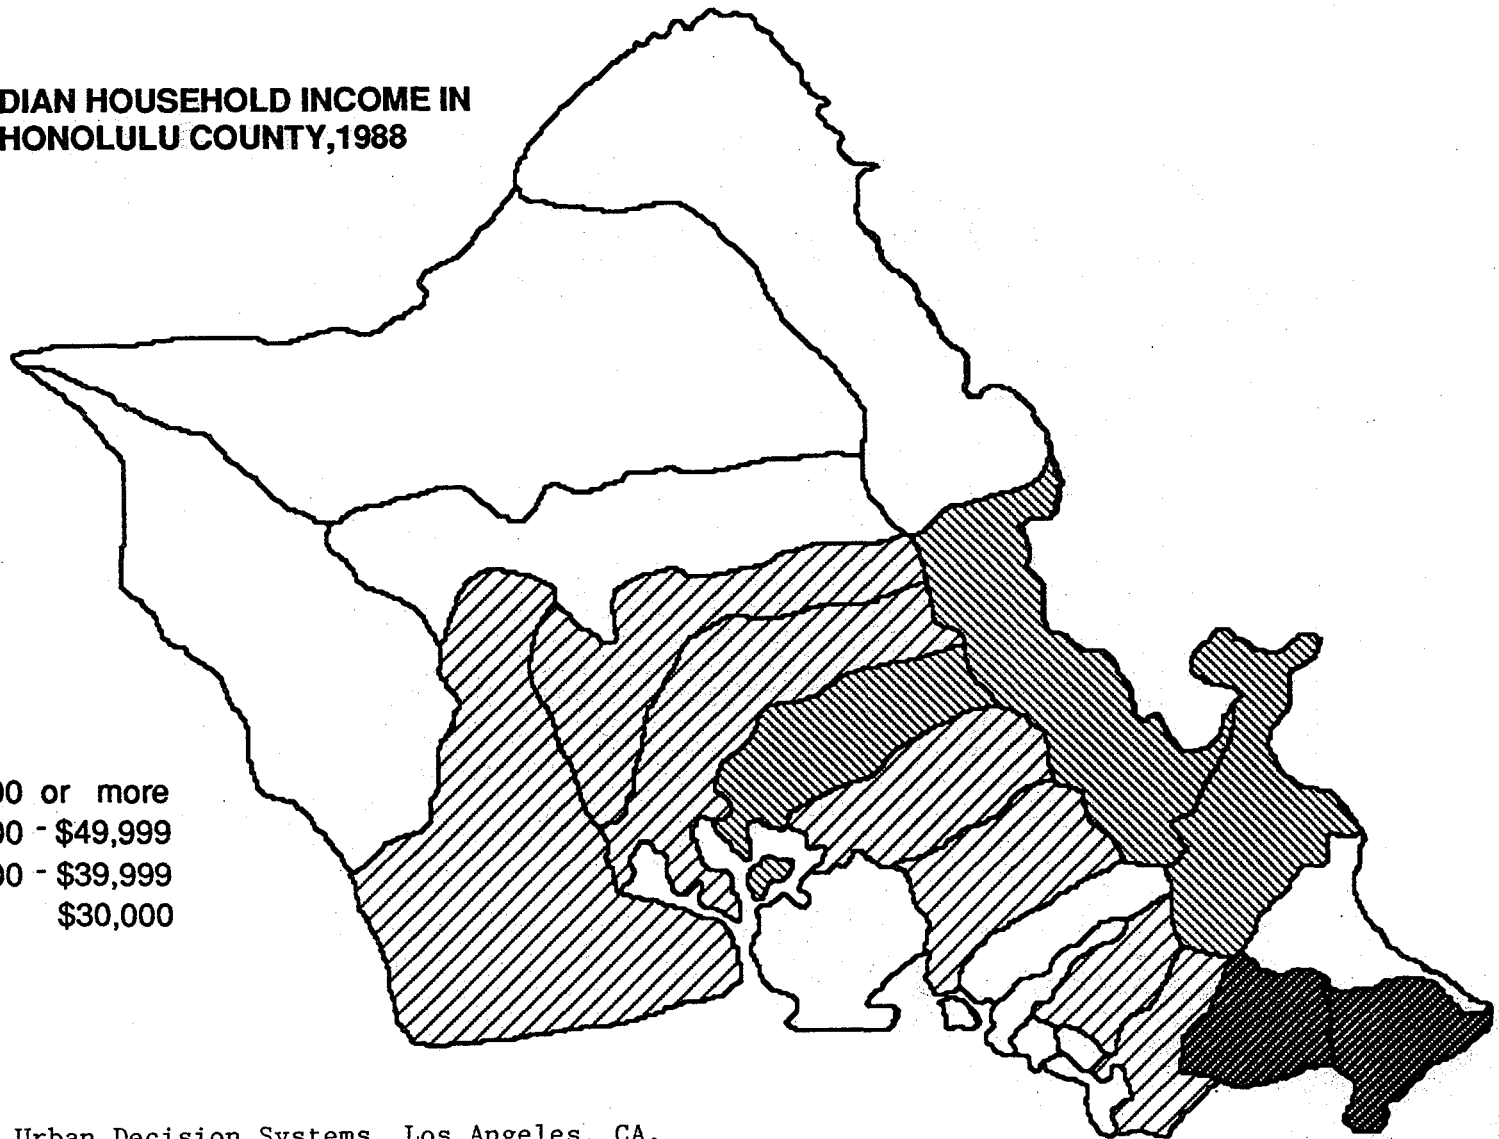 DIAN HOUSEHOLD INCOME IN
HONOLULU COUNTY,1988
00 or more
00 - $49,999
00 - $39,999
$30,000
Urban Decision Systems, Los Angeles, CA.